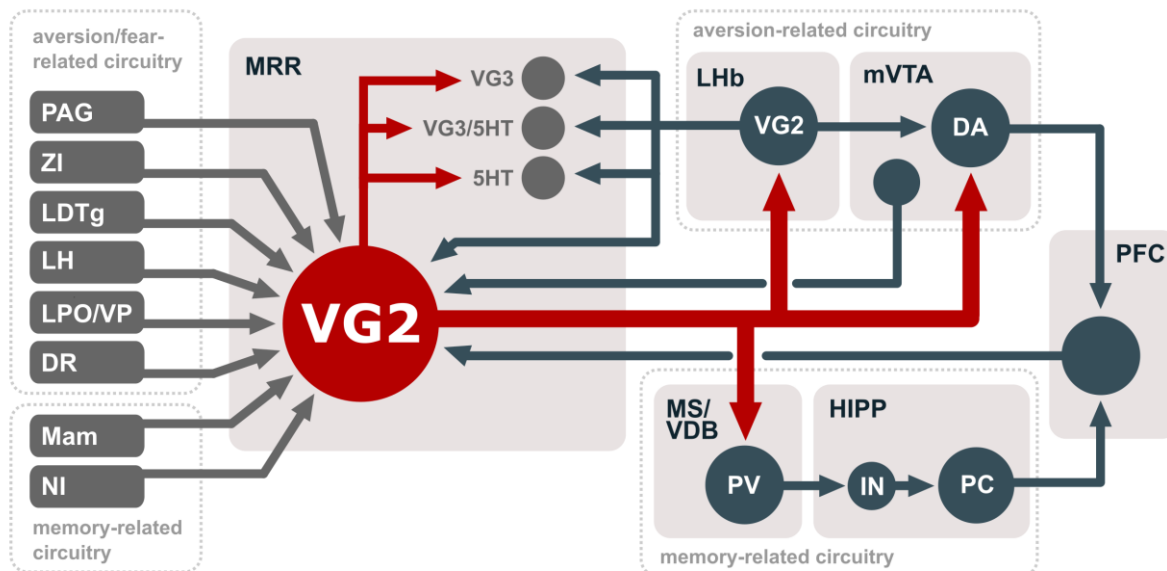 aversion/fear-
related circuitry
PAG
ZI
LDTg
LH
LPO/VP
DR
Mam
NI
memory-related
circuitry
MRR
VG3
VG3/5HT
5HT
VG2
aversion-related circuitry
LHb
mVTA
VG2
DA
PFC
MS/
VDB
HIPP
PV
IN
PC
memory-related circuitry